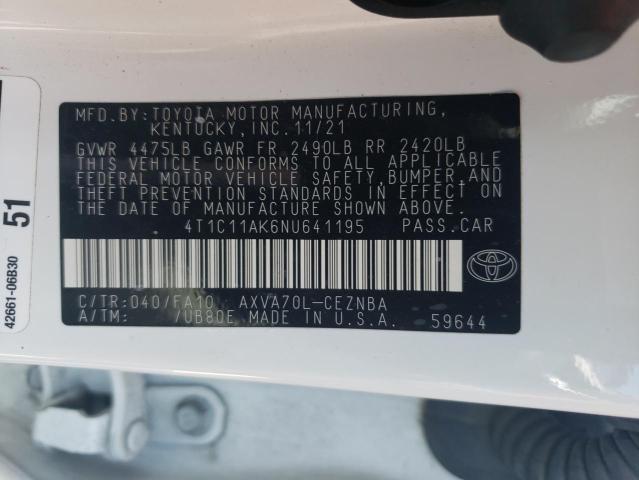 MFD.BY:TOYOTA MOTOR MANUFACTURING,
KENTUCKY, INC.11/21
GVWR 4475LB GAWR FR 2490LB RR 2420LB
THIS VEHICLE CONFORMS TO ALL APPLICABLE
FEDERAL MOTOR VEHICLE SAFETY, BUMPER, AND
THEFT PREVENTION STANDARDS IN EFFECT ON
THE DATE OF MANUFACTURE SHOWN ABOVE.
4T1C11AK6NU641195 PASS.CAR
C/TR:040/FA10 AXVA70L-CEZNBA
A/TM: /UB80E MADE IN U.S.A. 59644
42661-06B30
51